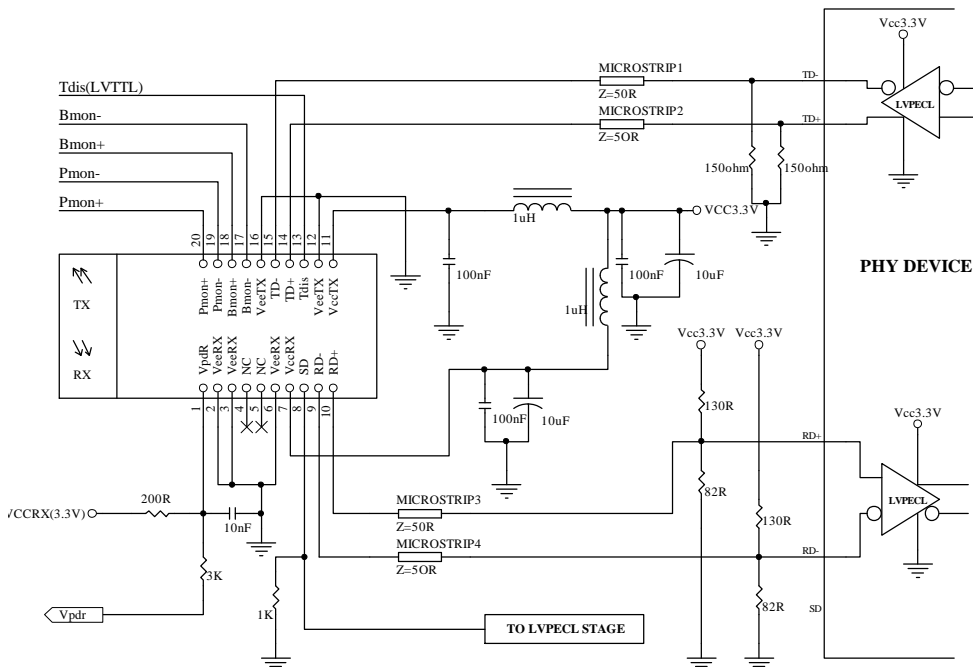 Vcc3.3V
MICROSTRIP1
TD-
Z=50R
LVPECL
Tdis(LVTTL)
MICROSTRIP2
TD+
Z=5OR
Bmon-
Bmon+
150ohm
150ohm
Pmon-
Pmon+
1uH
VCC3.3V
20
19
18
17
16
15
14
13
12
11
100nF
100nF
10uF
PHY DEVICE
TX
Pmon+
Pmon-
Bmon+
Bmon-
VeeTX
TD-
TD+
Tdis
VeeTX
VccTX
1uH
RX
VpdR
VeeRX
VeeRX
NC
NC
VeeRX
VccRX
SD
RD-
RD+
Vcc3.3V
Vcc3.3V
1
2
3
4
5
6
7
8
9
10
100nF
10uF
130R
Vcc3.3V
RD+
LVPECL
82R
MICROSTRIP3
Z=50R
200R
VCCRX(3.3V)
10nF
130R
MICROSTRIP4
Z=5OR
RD-
3K
1K
82R
SD
Vpdr
TO LVPECL STAGE